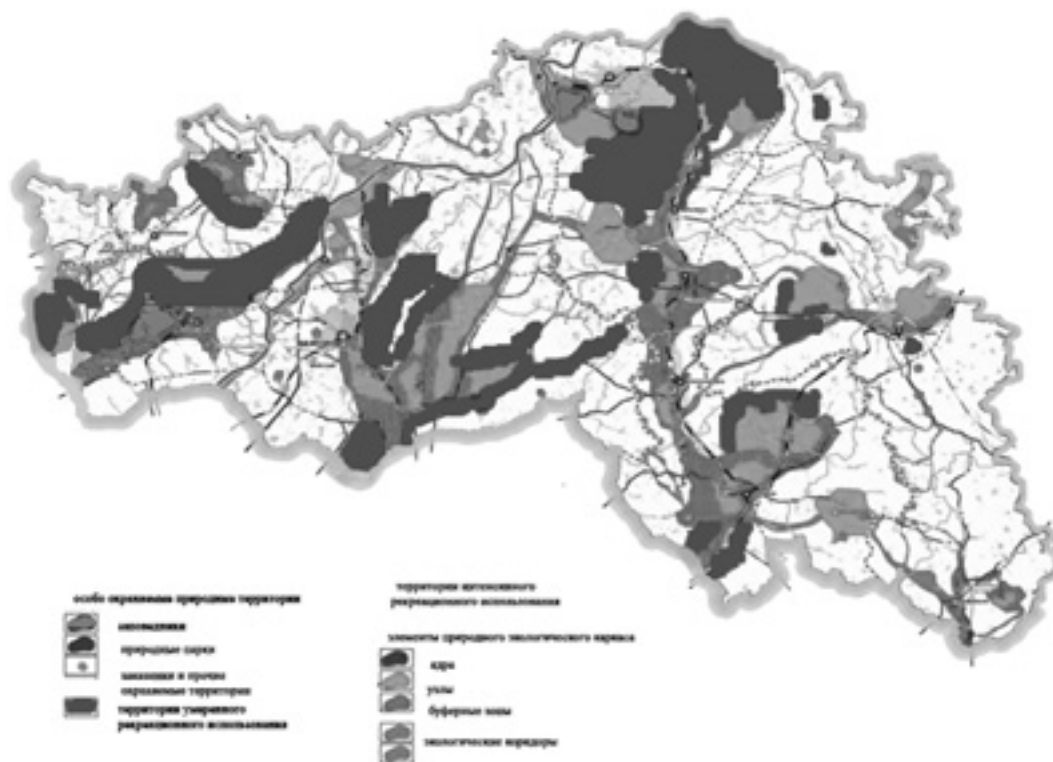 особо охраняемые природные территории
заповедники
природные парки
заказники и прочие
охраняемые территории
территории умеренного
рекреационного использования
территории интенсивного
рекреационного использования
элементы природного экологического каркаса
ядра
узлы
буферные зоны
экологические коридоры